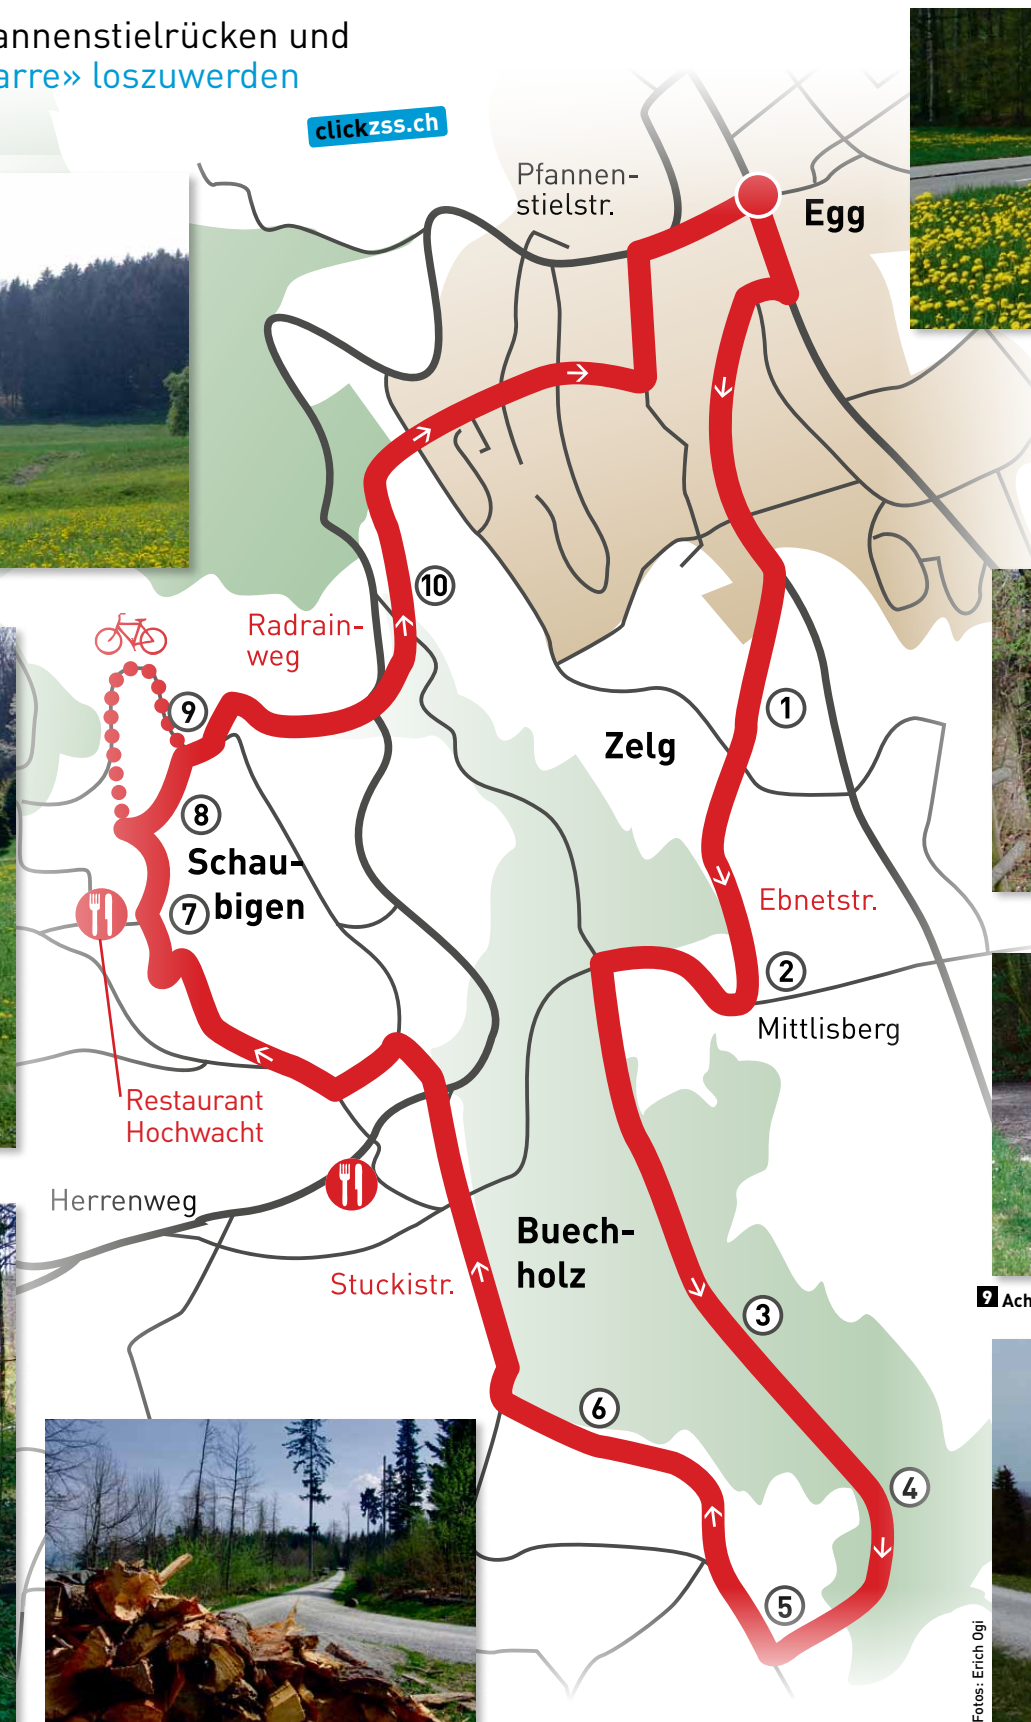 annenstielrücken und
arre» loszuwerden
clickzss.ch
Pfannen-
stielstr.
Egg
10
Radrain-
weg
9
1
Zelg
8
Schau-
bigen
7
Ebnetstr.
2
Mittlisberg
Restaurant
Hochwacht
Herrenweg
Buech-
holz
Stuckistr.
9 Ach
3
6
4
5
Fotos: Erich Ogi